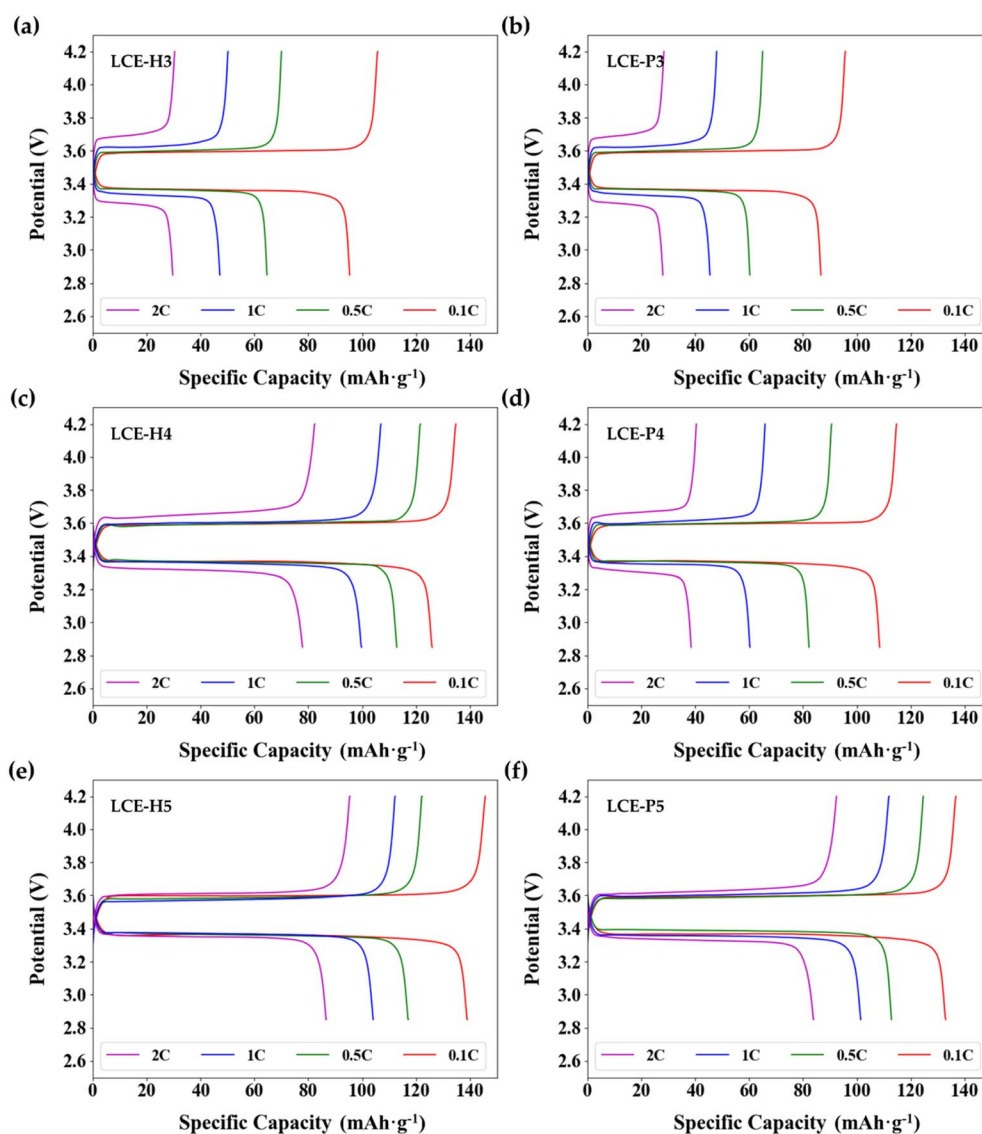 (a)
LCE-H3
4.2
4.0
3.8
3.6
3.4
3.2
3.0
2.8
2.6
Potential (V)
2C 1C 0.5C 0.1C
0 20 40 60 80 100 120 140
Specific Capacity (mAh·g⁻¹)
(b)
LCE-P3
4.2
4.0
3.8
3.6
3.4
3.2
3.0
2.8
2.6
Potential (V)
2C 1C 0.5C 0.1C
0 20 40 60 80 100 120 140
Specific Capacity (mAh·g⁻¹)
(c)
LCE-H4
4.2
4.0
3.8
3.6
3.4
3.2
3.0
2.8
2.6
Potential (V)
2C 1C 0.5C 0.1C
0 20 40 60 80 100 120 140
Specific Capacity (mAh·g⁻¹)
(d)
LCE-P4
4.2
4.0
3.8
3.6
3.4
3.2
3.0
2.8
2.6
Potential (V)
2C 1C 0.5C 0.1C
0 20 40 60 80 100 120 140
Specific Capacity (mAh·g⁻¹)
(e)
LCE-H5
4.2
4.0
3.8
3.6
3.4
3.2
3.0
2.8
2.6
Potential (V)
2C 1C 0.5C 0.1C
0 20 40 60 80 100 120 140
Specific Capacity (mAh·g⁻¹)
(f)
LCE-P5
4.2
4.0
3.8
3.6
3.4
3.2
3.0
2.8
2.6
Potential (V)
2C 1C 0.5C 0.1C
0 20 40 60 80 100 120 140
Specific Capacity (mAh·g⁻¹)